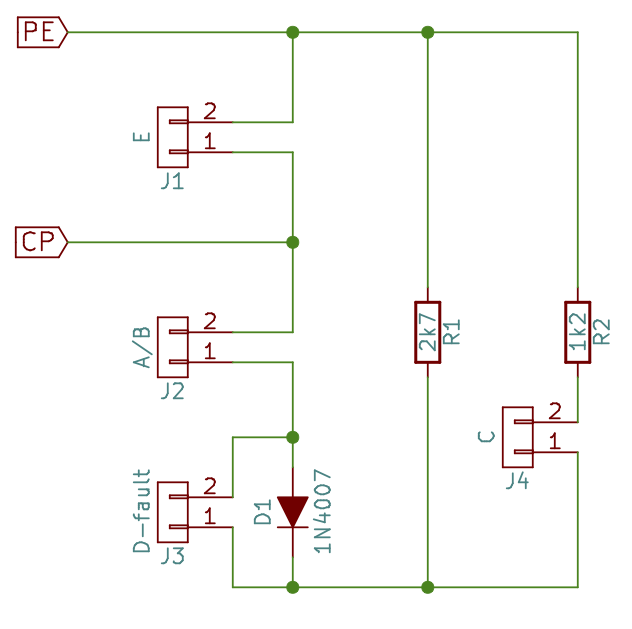 PE
E
2
1
J1
CP
A/B
2
1
J2
2k7
R1
1k2
R2
C
2
1
J4
D-fault
2
1
J3
D1
1N4007